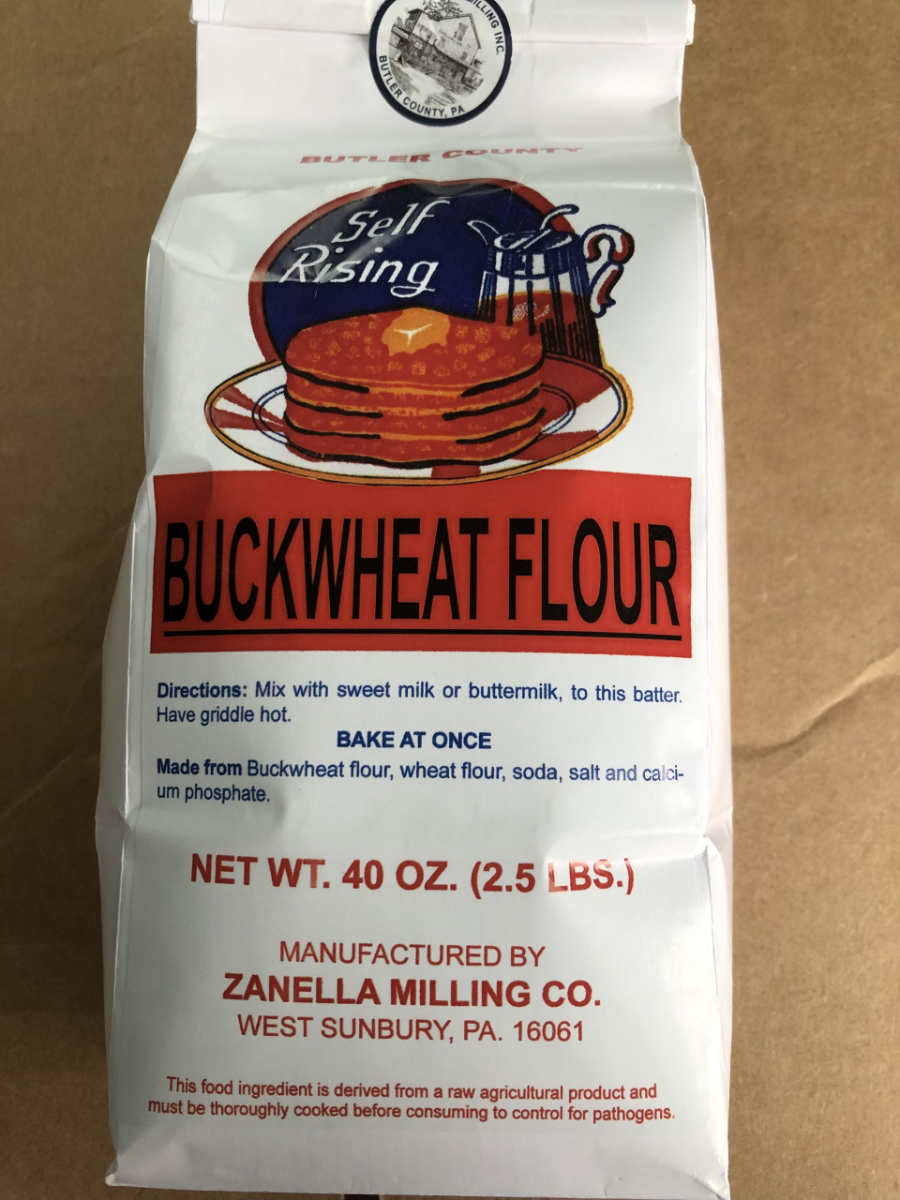 MILLING INC.
BUTLER COUNTY, PA
BUTLER COUNTY
Self
Rising
BUCKWHEAT FLOUR
Directions: Mix with sweet milk or buttermilk, to this batter.
Have griddle hot.
BAKE AT ONCE
Made from Buckwheat flour, wheat flour, soda, salt and calci-
um phosphate.
NET WT. 40 OZ. (2.5 LBS.)
MANUFACTURED BY
ZANELLA MILLING CO.
WEST SUNBURY, PA. 16061
This food ingredient is derived from a raw agricultural product and
must be thoroughly cooked before consuming to control for pathogens.